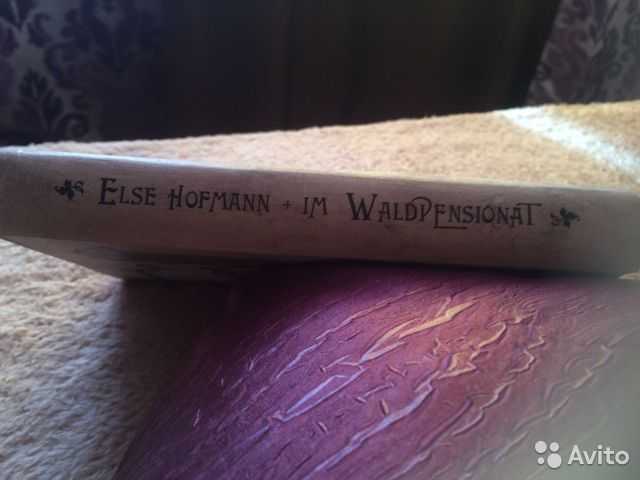 ELSE HOFMANN + IM WALDPENSIONAT
Avito